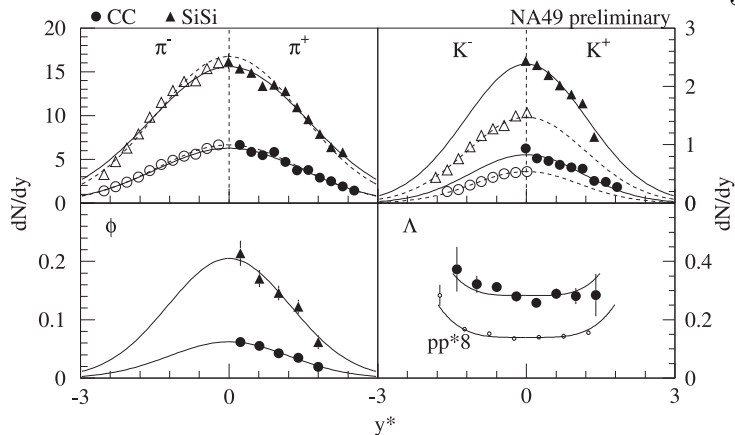 ● CC ▲ SiSi NA49 preliminary
20
15
10
5
0
dN/dy
π⁻ π⁺
K⁻ K⁺
3
2
1
0
dN/dy
0.2
0.1
0
ϕ
Λ
pp*8
0.4
0.2
0
-3 0 -3 0 3
y*